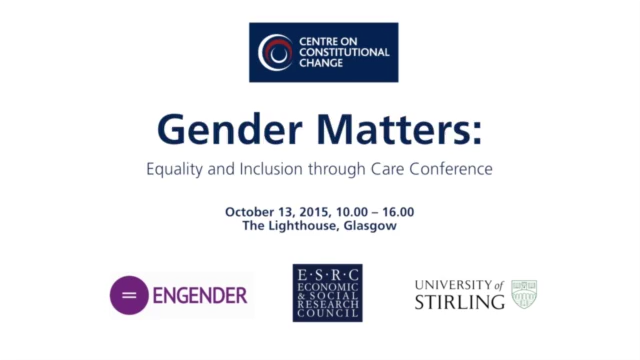 CENTRE ON
CONSTITUTIONAL
CHANGE
Gender Matters:
Equality and Inclusion through Care Conference
October 13, 2015, 10.00 – 16.00
The Lighthouse, Glasgow
ENGENDER
E·S·R·C
ECONOMIC
& SOCIAL
RESEARCH
COUNCIL
UNIVERSITY of
STIRLING